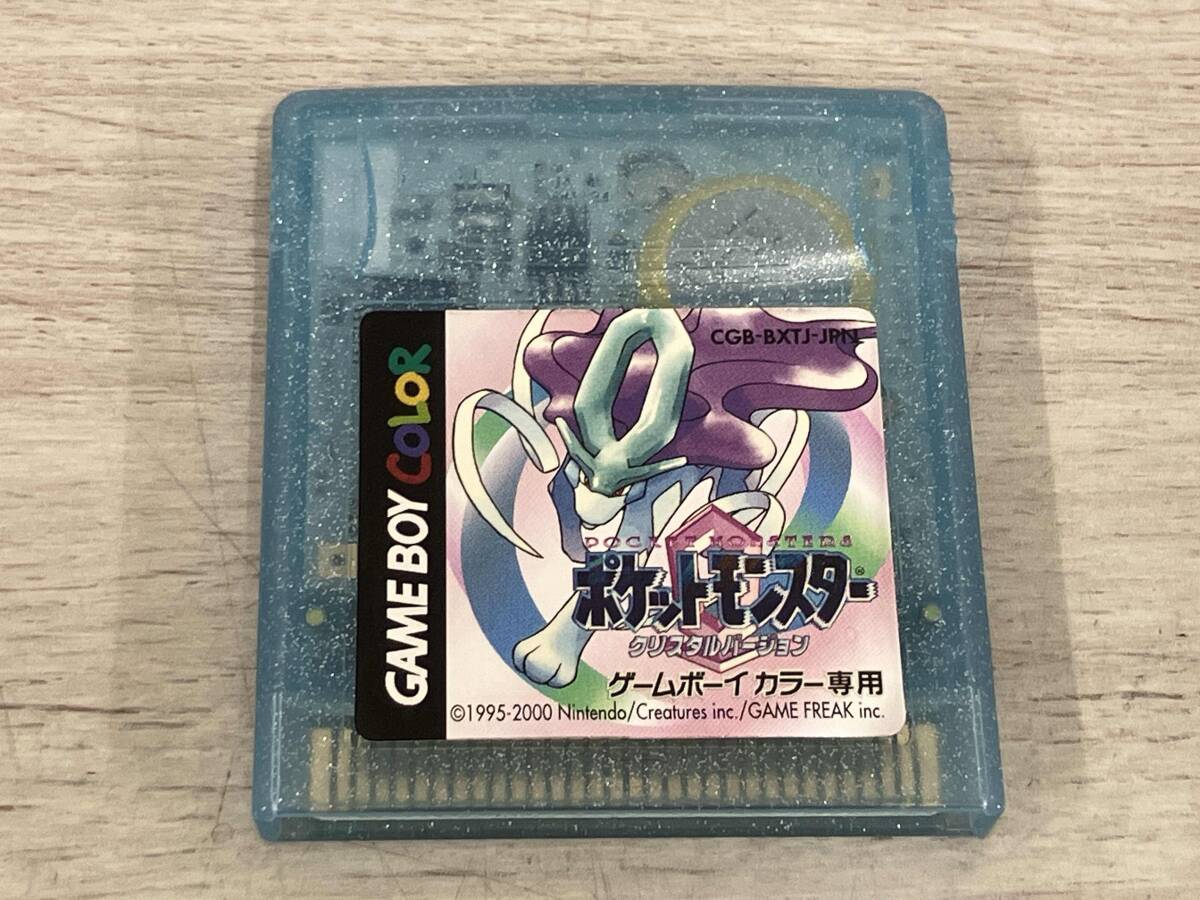 GAME BOY COLOR
CGB-BXTJ-JPN
POCKET MONSTERS
ポケットモンスター®
クリスタルバージョン
ゲームボーイ カラー専用
©1995-2000 Nintendo/Creatures inc./GAME FREAK inc.